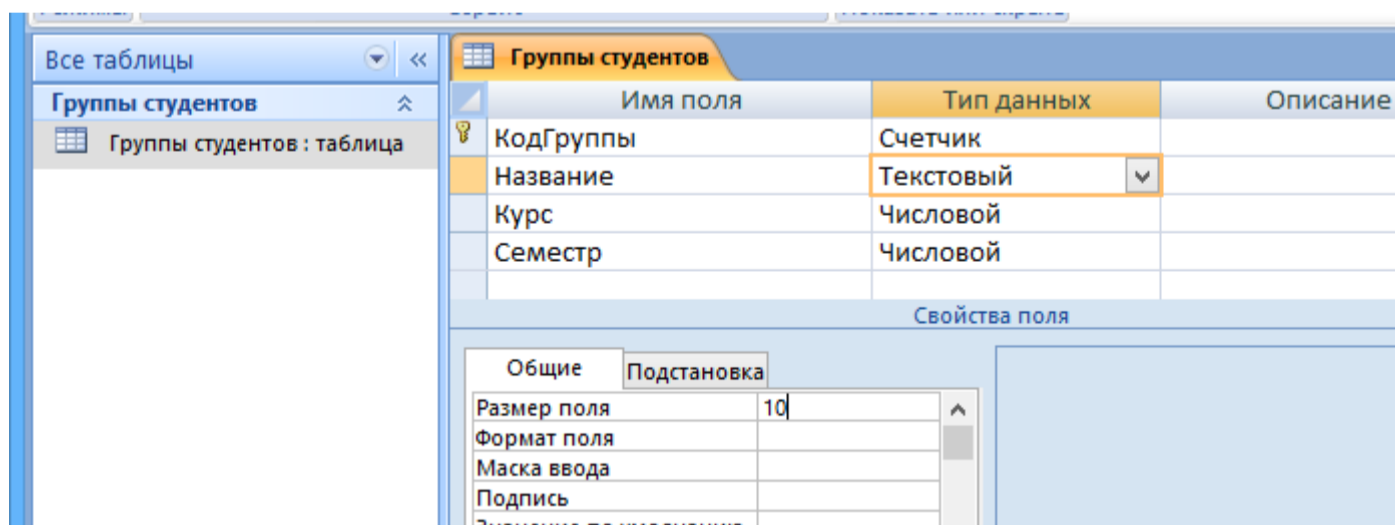 Все таблицы
Группы студентов
Группы студентов : таблица
Группы студентов
Имя поля Тип данных Описание
КодГруппы Счетчик
Название Текстовый
Курс Числовой
Семестр Числовой
Свойства поля
Общие Подстановка
Размер поля 10
Формат поля
Маска ввода
Подпись